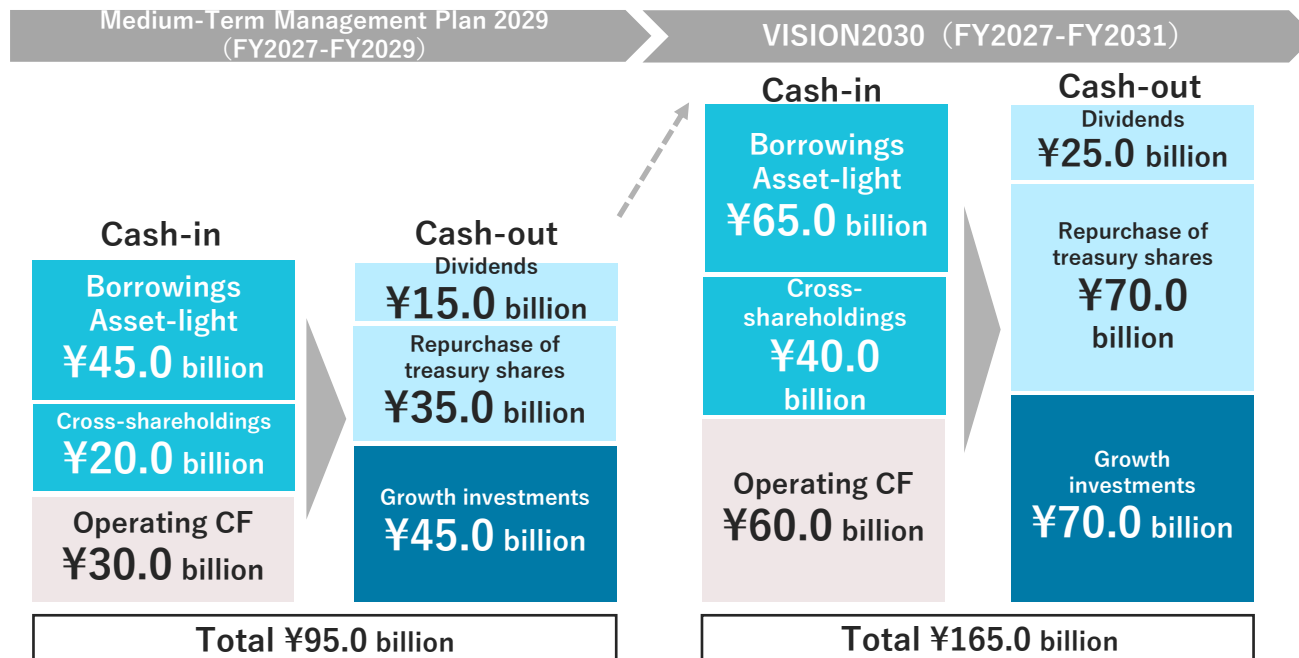 Medium-Term Management Plan 2029
（FY2027-FY2029）
VISION2030（FY2027-FY2031）
Cash-in
Borrowings
Asset-light
¥45.0 billion
Cross-shareholdings
¥20.0 billion
Operating CF
¥30.0 billion
Cash-out
Dividends
¥15.0 billion
Repurchase of
treasury shares
¥35.0 billion
Growth investments
¥45.0 billion
Total ¥95.0 billion
Cash-in
Borrowings
Asset-light
¥65.0 billion
Cross-
shareholdings
¥40.0
billion
Operating CF
¥60.0 billion
Cash-out
Dividends
¥25.0 billion
Repurchase of
treasury shares
¥70.0
billion
Growth
investments
¥70.0 billion
Total ¥165.0 billion